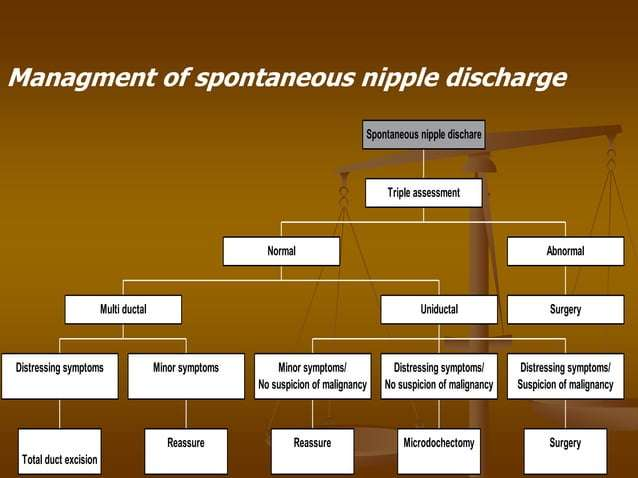 Managment of spontaneous nipple discharge
Spontaneous nipple dischare
Triple assessment
Normal
Abnormal
Multi ductal
Uniductal
Surgery
Distressing symptoms
Minor symptoms
Minor symptoms/
No suspicion of malignancy
Distressing symptoms/
No suspicion of malignancy
Distressing symptoms/
Suspicion of malignancy
Total duct excision
Reassure
Reassure
Microdochectomy
Surgery